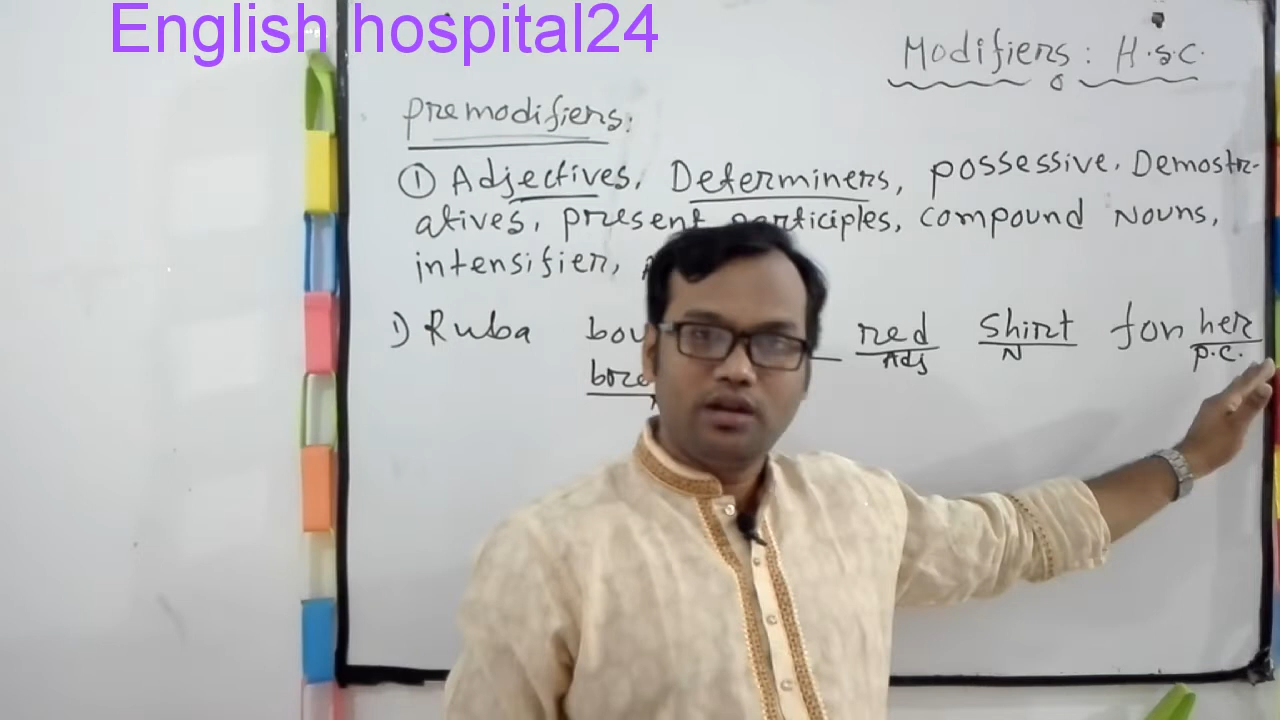 English hospital24
Modifiers: H.s.c.
premodifiers:
① Adjectives, Determiners, possessive. Demostr-
atives, present participles, compound Nouns,
intensifier,
1) Ruba red shirt for her
Adj N p.c.